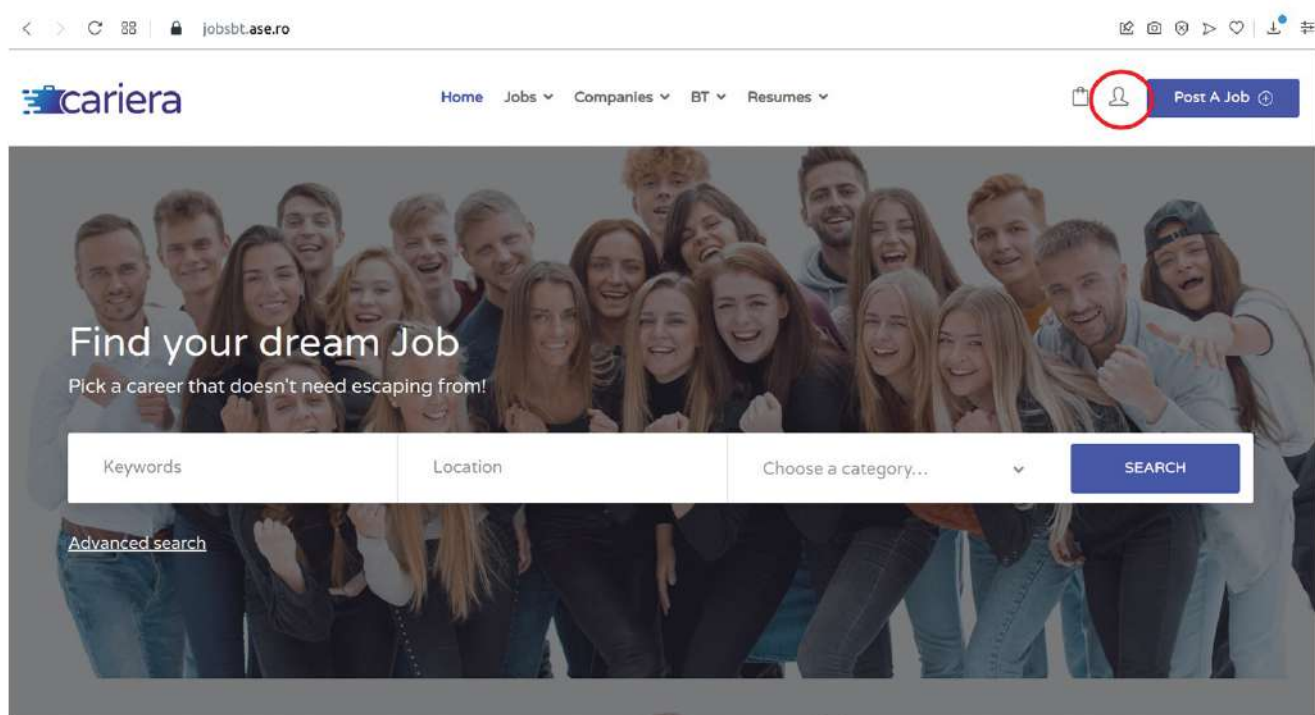 jobsbt.ase.ro
cariera
Home Jobs Companies BT Resumes
Post A Job
Find your dream Job
Pick a career that doesn't need escaping from!
Keywords Location Choose a category... SEARCH
Advanced search